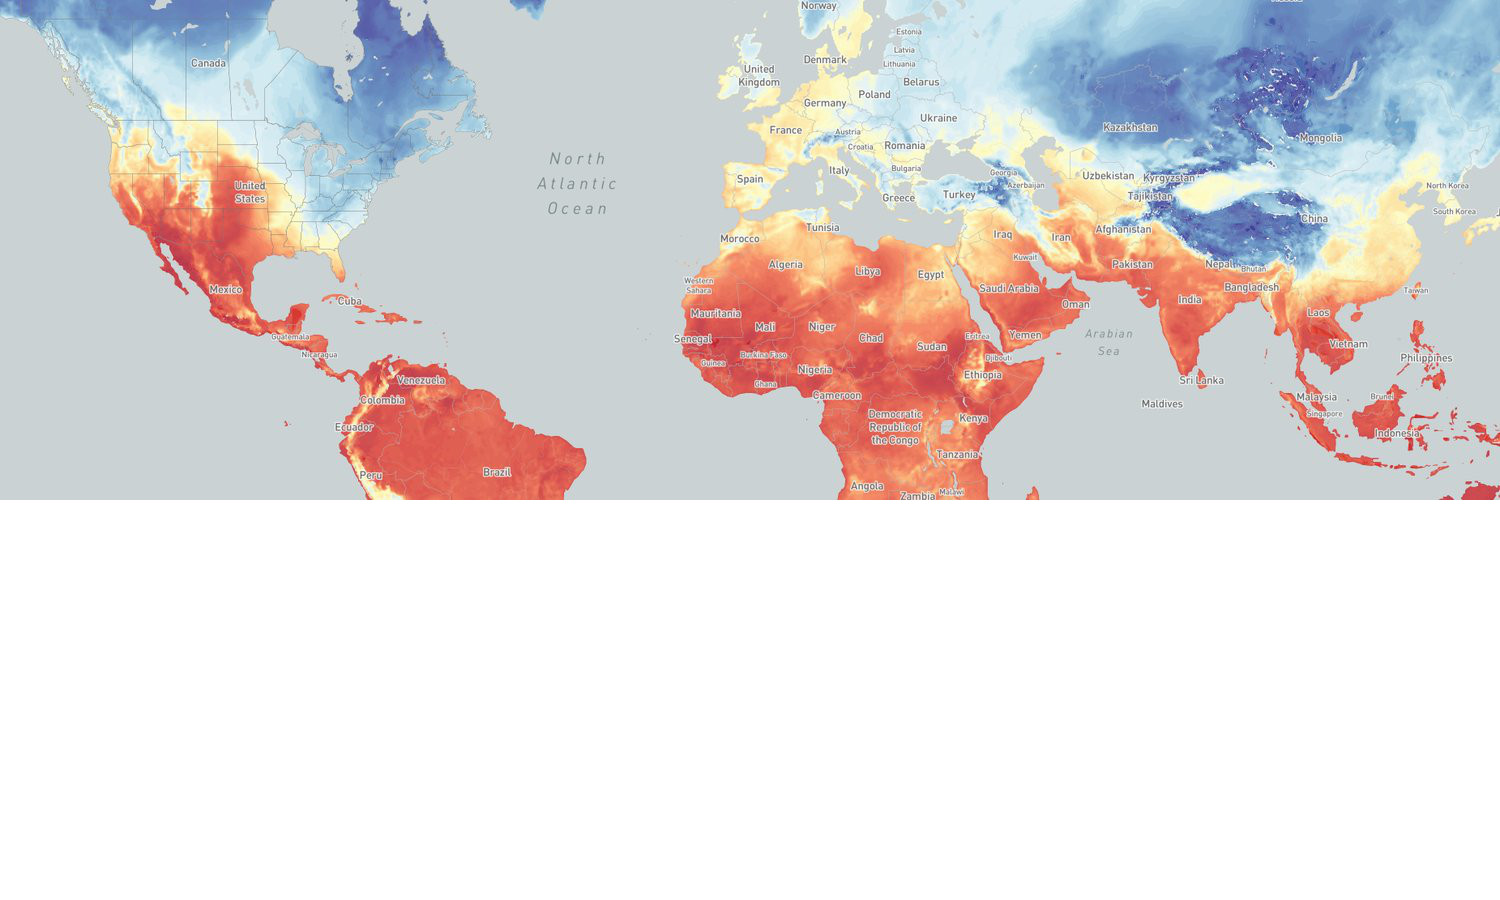 Norway
Estonia
Latvia
Lithuania
Denmark
United
Kingdom
Belarus
Canada
Poland
Germany
Ukraine
Kazakhstan
Mongolia
France
Austria
Croatia
Romania
North
Atlantic
Ocean
Italy
Bulgaria
Georgia
Uzbekistan
Kyrgyzstan
Spain
United
States
Azerbaijan
North Korea
Greece
Turkey
Tajikistan
South Korea
China
Tunisia
Afghanistan
Morocco
Iraq
Iran
Kuwait
Algeria
Libya
Egypt
Pakistan
Nepal
Bhutan
Western
Sahara
Mexico
Saudi Arabia
Bangladesh
Taiwan
Cuba
Oman
India
Mauritania
Mali
Niger
Laos
Guatemala
Senegal
Chad
Sudan
Eritrea
Yemen
Arabian
Sea
Vietnam
Nicaragua
Burkina Faso
Djibouti
Philippines
Guinea
Nigeria
Ethiopia
Venezuela
Ghana
Sri Lanka
Colombia
Cameroon
Maldives
Malaysia
Brunei
Singapore
Ecuador
Democratic
Republic of
the Congo
Kenya
Indonesia
Tanzania
Peru
Brazil
Angola
Zambia
Malawi